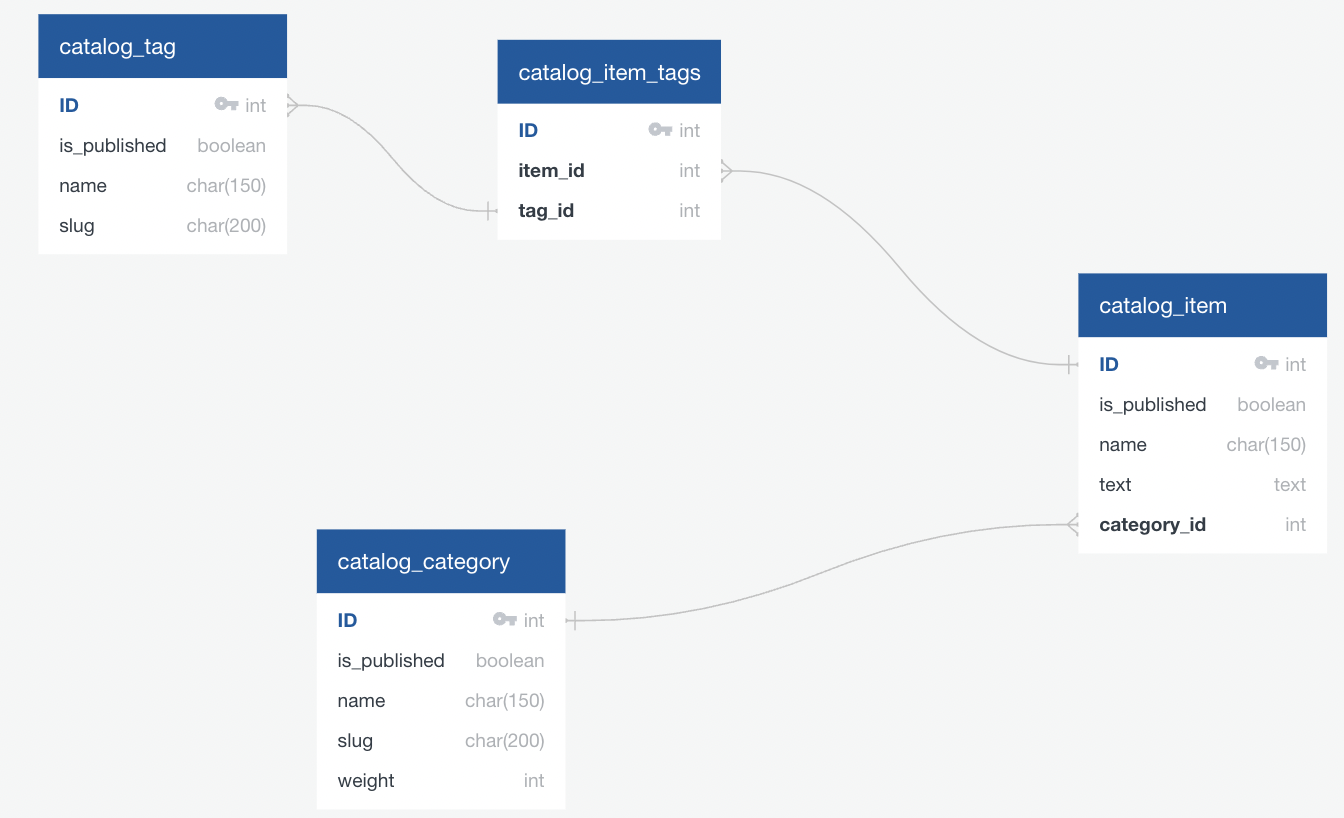 catalog_tag
ID int
is_published boolean
name char(150)
slug char(200)
catalog_item_tags
ID int
item_id int
tag_id int
catalog_item
ID int
is_published boolean
name char(150)
text text
category_id int
catalog_category
ID int
is_published boolean
name char(150)
slug char(200)
weight int